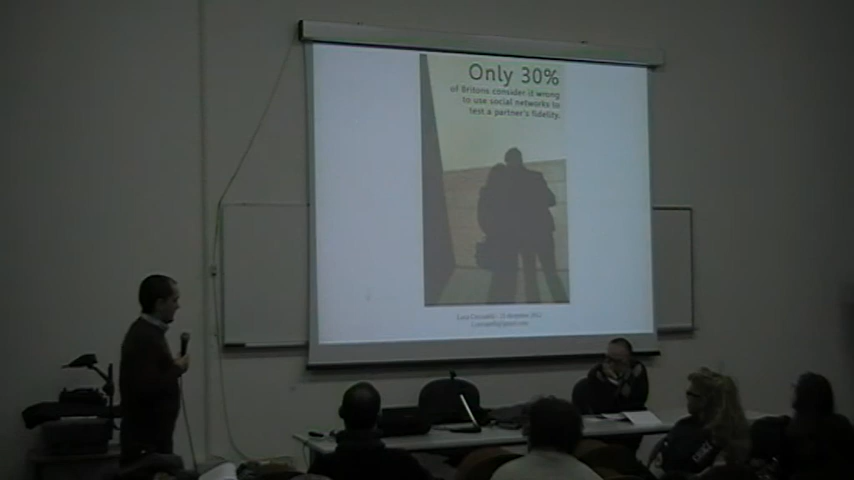 Only 30%
of Britons consider it wrong
to use social networks to
test a partner's fidelity.